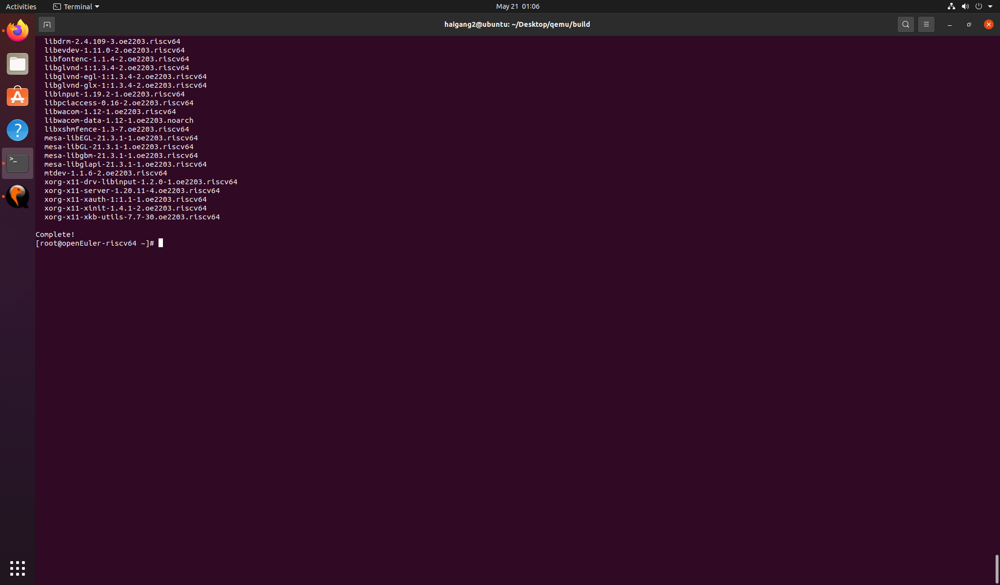 Activities
Terminal
May 21 01:06
haigang2@ubuntu: ~/Desktop/qemu/build
libdrm-2.4.109-3.oe2203.riscv64
libevdev-1.11.0-2.oe2203.riscv64
libfontenc-1.1.4-2.oe2203.riscv64
libglvnd-1:1.3.4-2.oe2203.riscv64
libglvnd-egl-1:1.3.4-2.oe2203.riscv64
libglvnd-glx-1:1.3.4-2.oe2203.riscv64
libinput-1.19.2-1.oe2203.riscv64
libpciaccess-0.16-2.oe2203.riscv64
libwacom-1.12-1.oe2203.riscv64
libwacom-data-1.12-1.oe2203.noarch
libxshmfence-1.3-7.oe2203.riscv64
mesa-libEGL-21.3.1-1.oe2203.riscv64
mesa-libGL-21.3.1-1.oe2203.riscv64
mesa-libgbm-21.3.1-1.oe2203.riscv64
mesa-libglapi-21.3.1-1.oe2203.riscv64
mtdev-1.1.6-2.oe2203.riscv64
xorg-x11-drv-libinput-1.2.0-1.oe2203.riscv64
xorg-x11-server-1.20.11-4.oe2203.riscv64
xorg-x11-xauth-1:1.1-1.oe2203.riscv64
xorg-x11-xinit-1.4.1-2.oe2203.riscv64
xorg-x11-xkb-utils-7.7-30.oe2203.riscv64
Complete!
[root@openEuler-riscv64 ~]#